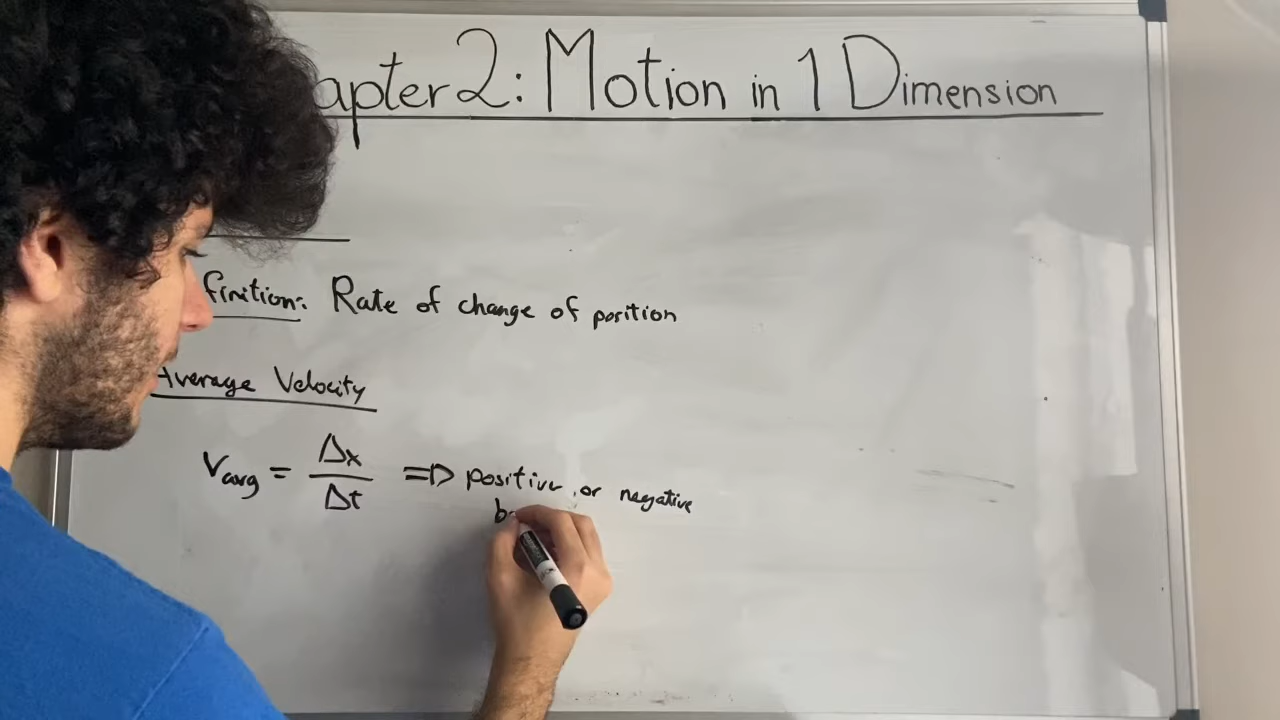 apter 2: Motion in 1 Dimension
finition: Rate of change of position
Average Velocity
Vavg = Δx / Δt ⇒ positive or negative